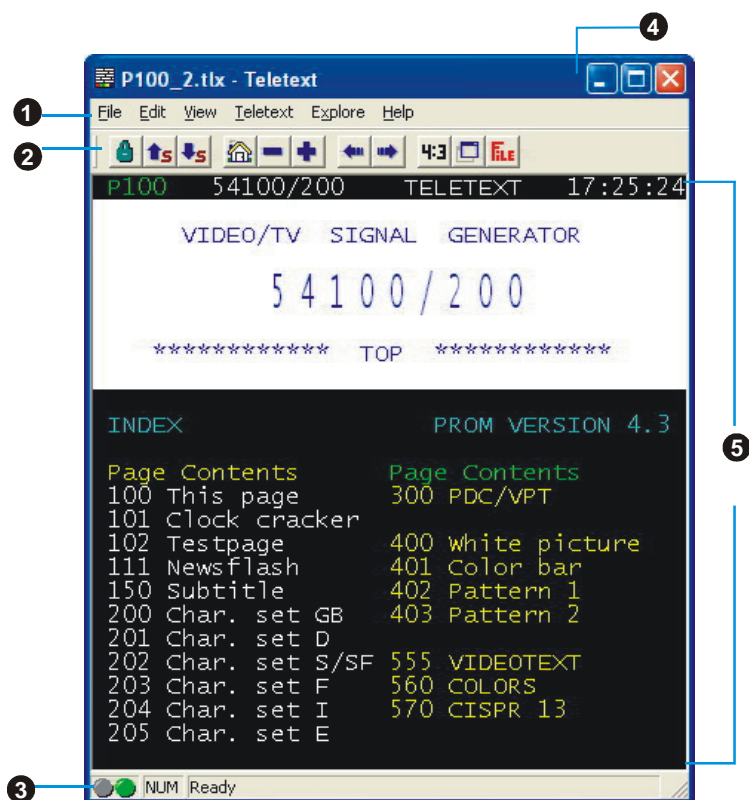 4
P100_2.tlx - Teletext
1
File Edit View Teletext Explore Help
2
S S 4:3 FILE
P100 54100/200 TELETEXT 17:25:24
VIDEO/TV SIGNAL GENERATOR
54100/200
************ TOP ************
INDEX PROM VERSION 4.3
5
Page Contents Page Contents
100 This page 300 PDC/VPT
101 Clock cracker
102 Testpage 400 White picture
111 Newsflash 401 Color bar
150 Subtitle 402 Pattern 1
200 Char. set GB 403 Pattern 2
201 Char. set D
202 Char. set S/SF 555 VIDEOTEXT
203 Char. set F 560 COLORS
204 Char. set I 570 CISPR 13
205 Char. set E
3
NUM Ready